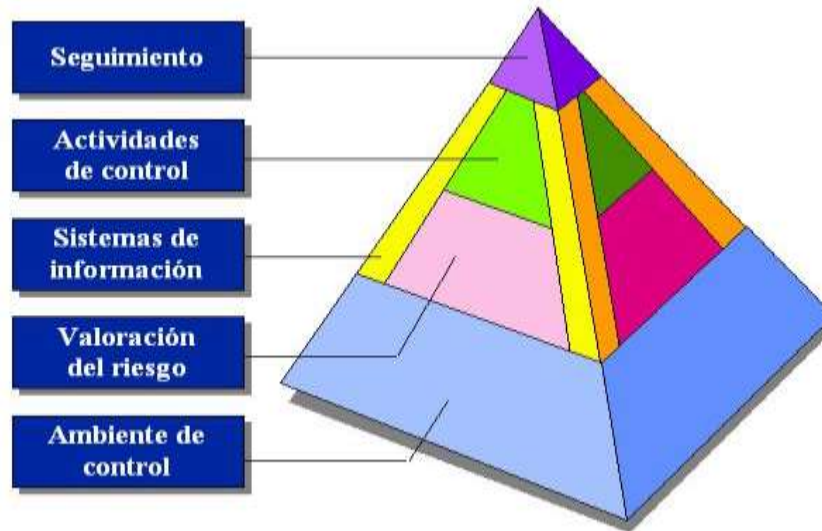 Seguimiento
Actividades
de control
Sistemas de
información
Valoración
del riesgo
Ambiente de
control